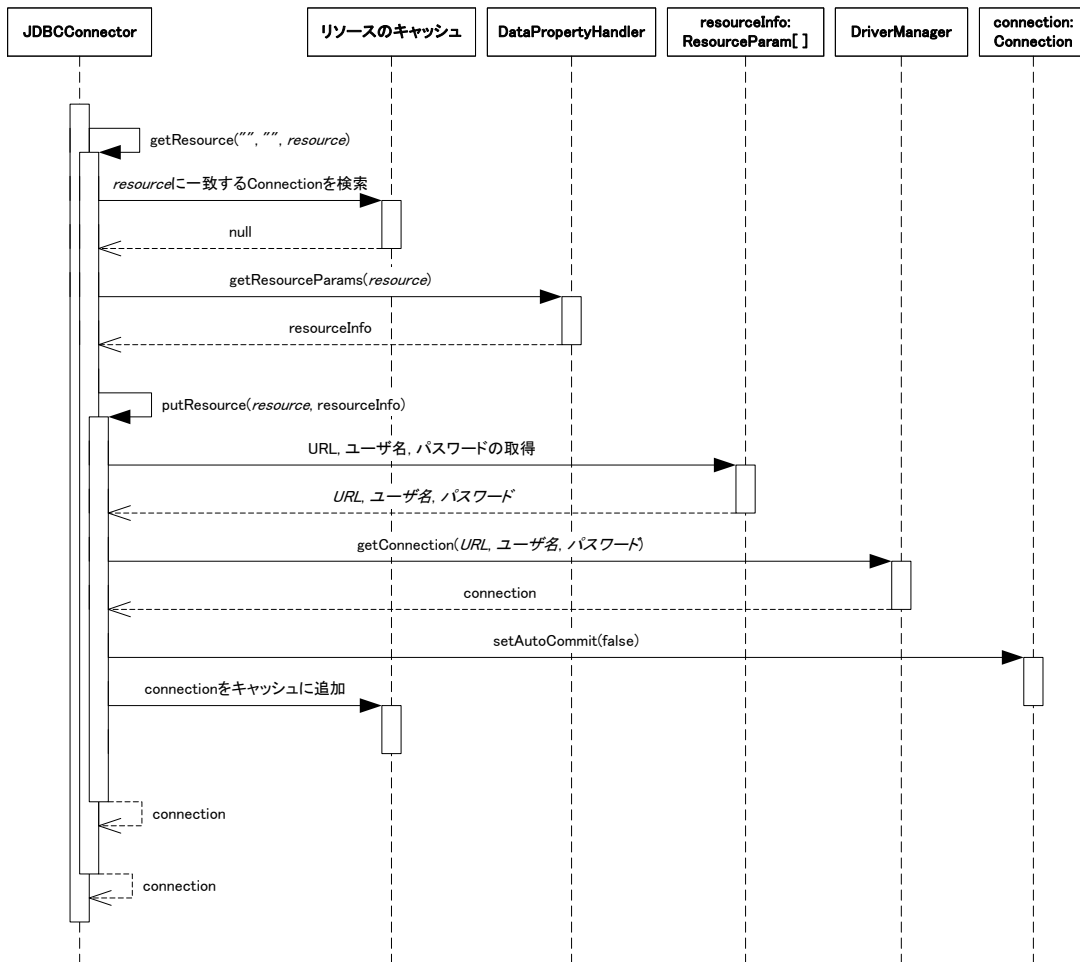 JDBCConnector
リソースのキャッシュ
DataPropertyHandler
resourceInfo:
ResourceParam[ ]
DriverManager
connection:
Connection
getResource("", "", resource)
resourceに一致するConnectionを検索
null
getResourceParams(resource)
resourceInfo
putResource(resource, resourceInfo)
URL, ユーザ名, パスワードの取得
URL, ユーザ名, パスワード
getConnection(URL, ユーザ名, パスワード)
connection
setAutoCommit(false)
connectionをキャッシュに追加
connection
connection